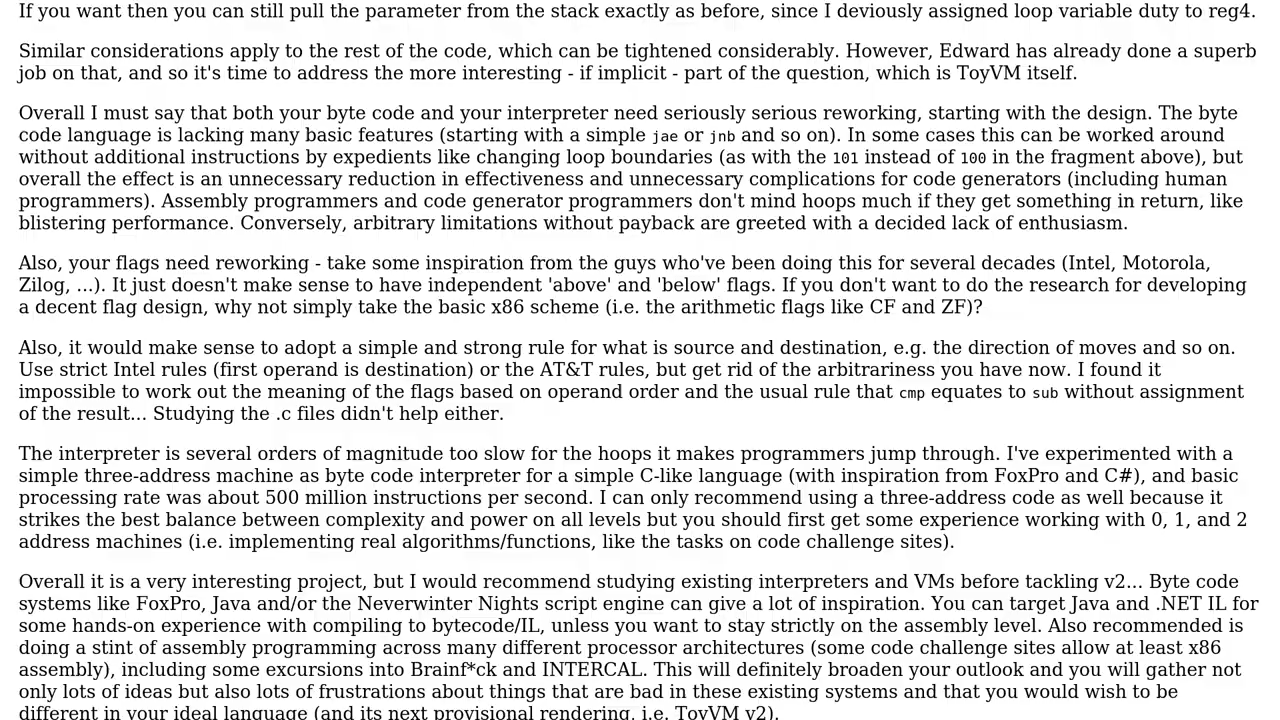 If you want then you can still pull the parameter from the stack exactly as before, since I deviously assigned loop variable duty to reg4.
Similar considerations apply to the rest of the code, which can be tightened considerably. However, Edward has already done a superb
job on that, and so it's time to address the more interesting - if implicit - part of the question, which is ToyVM itself.
Overall I must say that both your byte code and your interpreter need seriously serious reworking, starting with the design. The byte
code language is lacking many basic features (starting with a simple jae or jnb and so on). In some cases this can be worked around
without additional instructions by expedients like changing loop boundaries (as with the 101 instead of 100 in the fragment above), but
overall the effect is an unnecessary reduction in effectiveness and unnecessary complications for code generators (including human
programmers). Assembly programmers and code generator programmers don't mind hoops much if they get something in return, like
blistering performance. Conversely, arbitrary limitations without payback are greeted with a decided lack of enthusiasm.
Also, your flags need reworking - take some inspiration from the guys who've been doing this for several decades (Intel, Motorola,
Zilog, ...). It just doesn't make sense to have independent 'above' and 'below' flags. If you don't want to do the research for developing
a decent flag design, why not simply take the basic x86 scheme (i.e. the arithmetic flags like CF and ZF)?
Also, it would make sense to adopt a simple and strong rule for what is source and destination, e.g. the direction of moves and so on.
Use strict Intel rules (first operand is destination) or the AT&T rules, but get rid of the arbitrariness you have now. I found it
impossible to work out the meaning of the flags based on operand order and the usual rule that cmp equates to sub without assignment
of the result... Studying the .c files didn't help either.
The interpreter is several orders of magnitude too slow for the hoops it makes programmers jump through. I've experimented with a
simple three-address machine as byte code interpreter for a simple C-like language (with inspiration from FoxPro and C#), and basic
processing rate was about 500 million instructions per second. I can only recommend using a three-address code as well because it
strikes the best balance between complexity and power on all levels but you should first get some experience working with 0, 1, and 2
address machines (i.e. implementing real algorithms/functions, like the tasks on code challenge sites).
Overall it is a very interesting project, but I would recommend studying existing interpreters and VMs before tackling v2... Byte code
systems like FoxPro, Java and/or the Neverwinter Nights script engine can give a lot of inspiration. You can target Java and .NET IL for
some hands-on experience with compiling to bytecode/IL, unless you want to stay strictly on the assembly level. Also recommended is
doing a stint of assembly programming across many different processor architectures (some code challenge sites allow at least x86
assembly), including some excursions into Brainf*ck and INTERCAL. This will definitely broaden your outlook and you will gather not
only lots of ideas but also lots of frustrations about things that are bad in these existing systems and that you would wish to be
different in your ideal language (and its next provisional rendering, i.e. ToyVM v2).